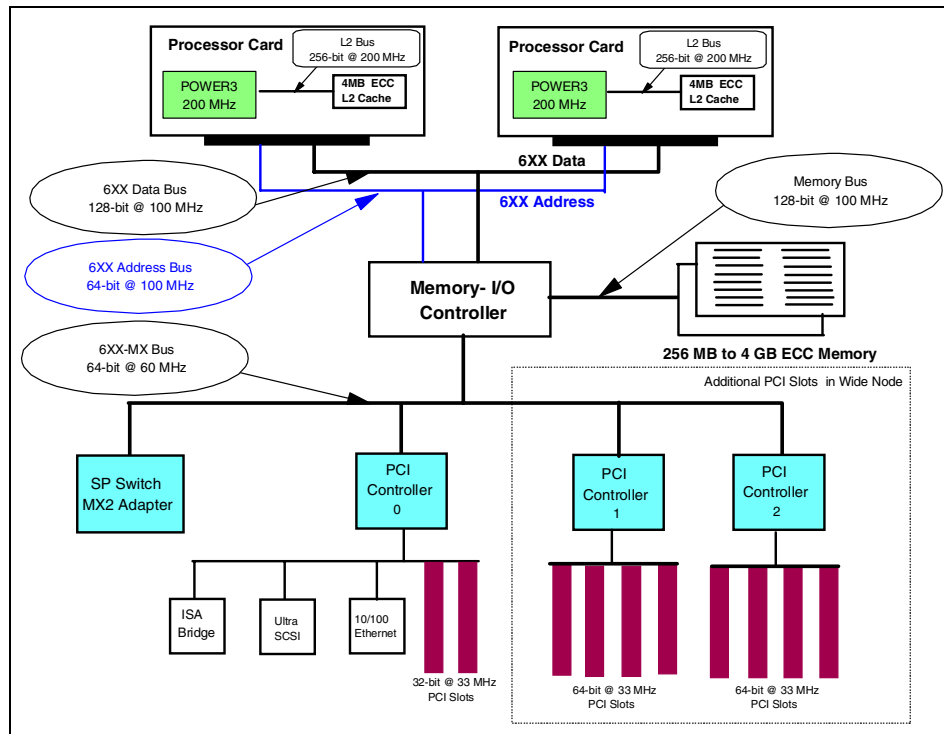 Processor Card
L2 Bus
256-bit @ 200 MHz
POWER3
200 MHz
4MB ECC
L2 Cache
Processor Card
L2 Bus
256-bit @ 200 MHz
POWER3
200 MHz
4MB ECC
L2 Cache
6XX Data
6XX Address
6XX Data Bus
128-bit @ 100 MHz
Memory Bus
128-bit @ 100 MHz
6XX Address Bus
64-bit @ 100 MHz
Memory- I/O
Controller
256 MB to 4 GB ECC Memory
6XX-MX Bus
64-bit @ 60 MHz
Additional PCI Slots in Wide Node
SP Switch
MX2 Adapter
PCI
Controller
0
PCI
Controller
1
PCI
Controller
2
ISA
Bridge
Ultra
SCSI
10/100
Ethernet
32-bit @ 33 MHz
PCI Slots
64-bit @ 33 MHz
PCI Slots
64-bit @ 33 MHz
PCI Slots